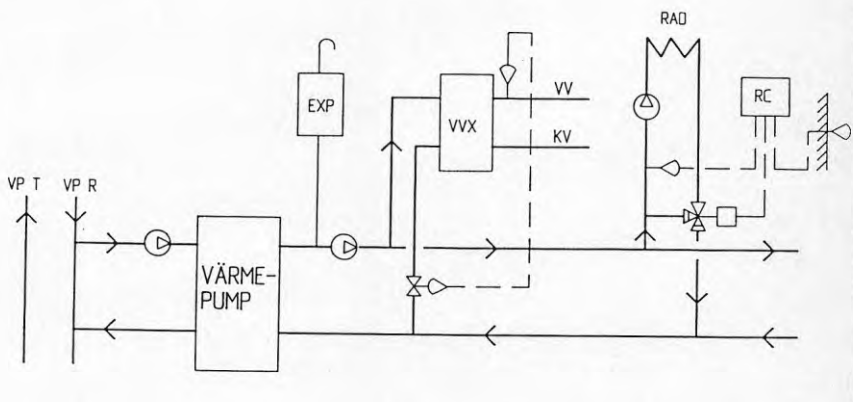 RAD
EXP
RC
VV
VVX
KV
VP T
VP R
VÄRME-
PUMP